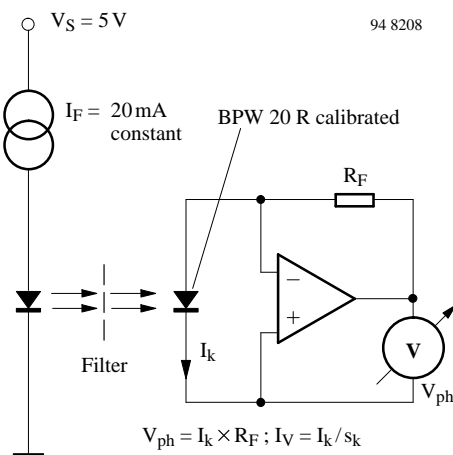 V_S = 5 V
94 8208
I_F = 20 mA
constant
BPW 20 R calibrated
R_F
−
+
V
Filter
I_k
V_ph
V_ph = I_k × R_F ; I_V = I_k / s_k